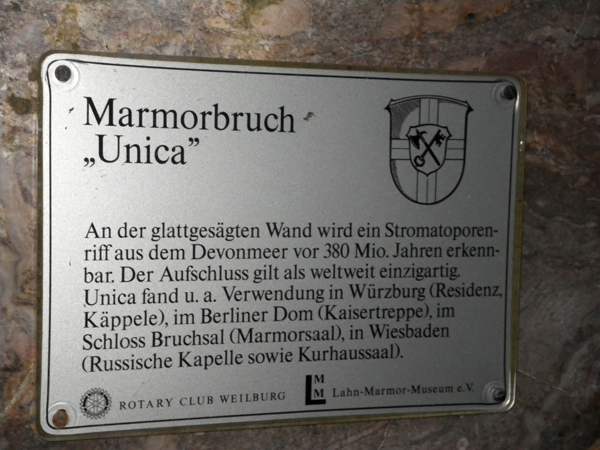 Marmorbruch
„Unica”
An der glattgesägten Wand wird ein Stromatoporen-
riff aus dem Devonmeer vor 380 Mio. Jahren erkenn-
bar. Der Aufschluss gilt als weltweit einzigartig.
Unica fand u. a. Verwendung in Würzburg (Residenz,
Käppele), im Berliner Dom (Kaisertreppe), im
Schloss Bruchsal (Marmorsaal), in Wiesbaden
(Russische Kapelle sowie Kurhaussaal).
ROTARY CLUB WEILBURG
LMM Lahn-Marmor-Museum e.V.